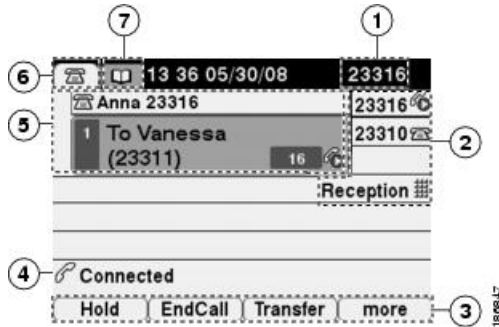 7
1
6
13 36 05/30/08 23316
Anna 23316
23316
5
1 To Vanessa
(23311)
16
23310
2
Reception
4
Connected
Hold EndCall Transfer more
3
180847